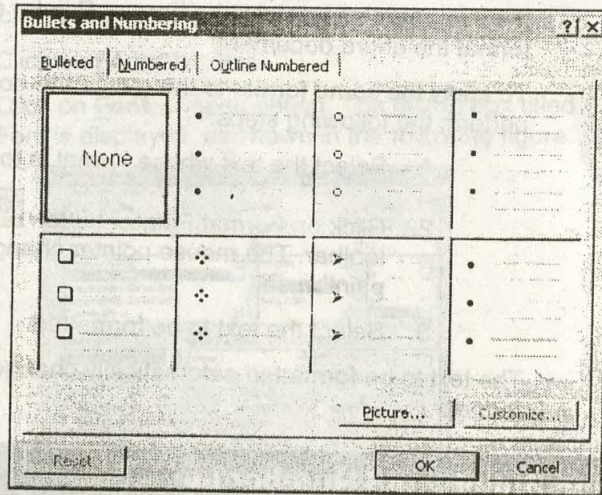 Bullets and Numbering
? ×
Bulleted Numbered Outline Numbered
None
Picture... Customize...
Reset OK Cancel